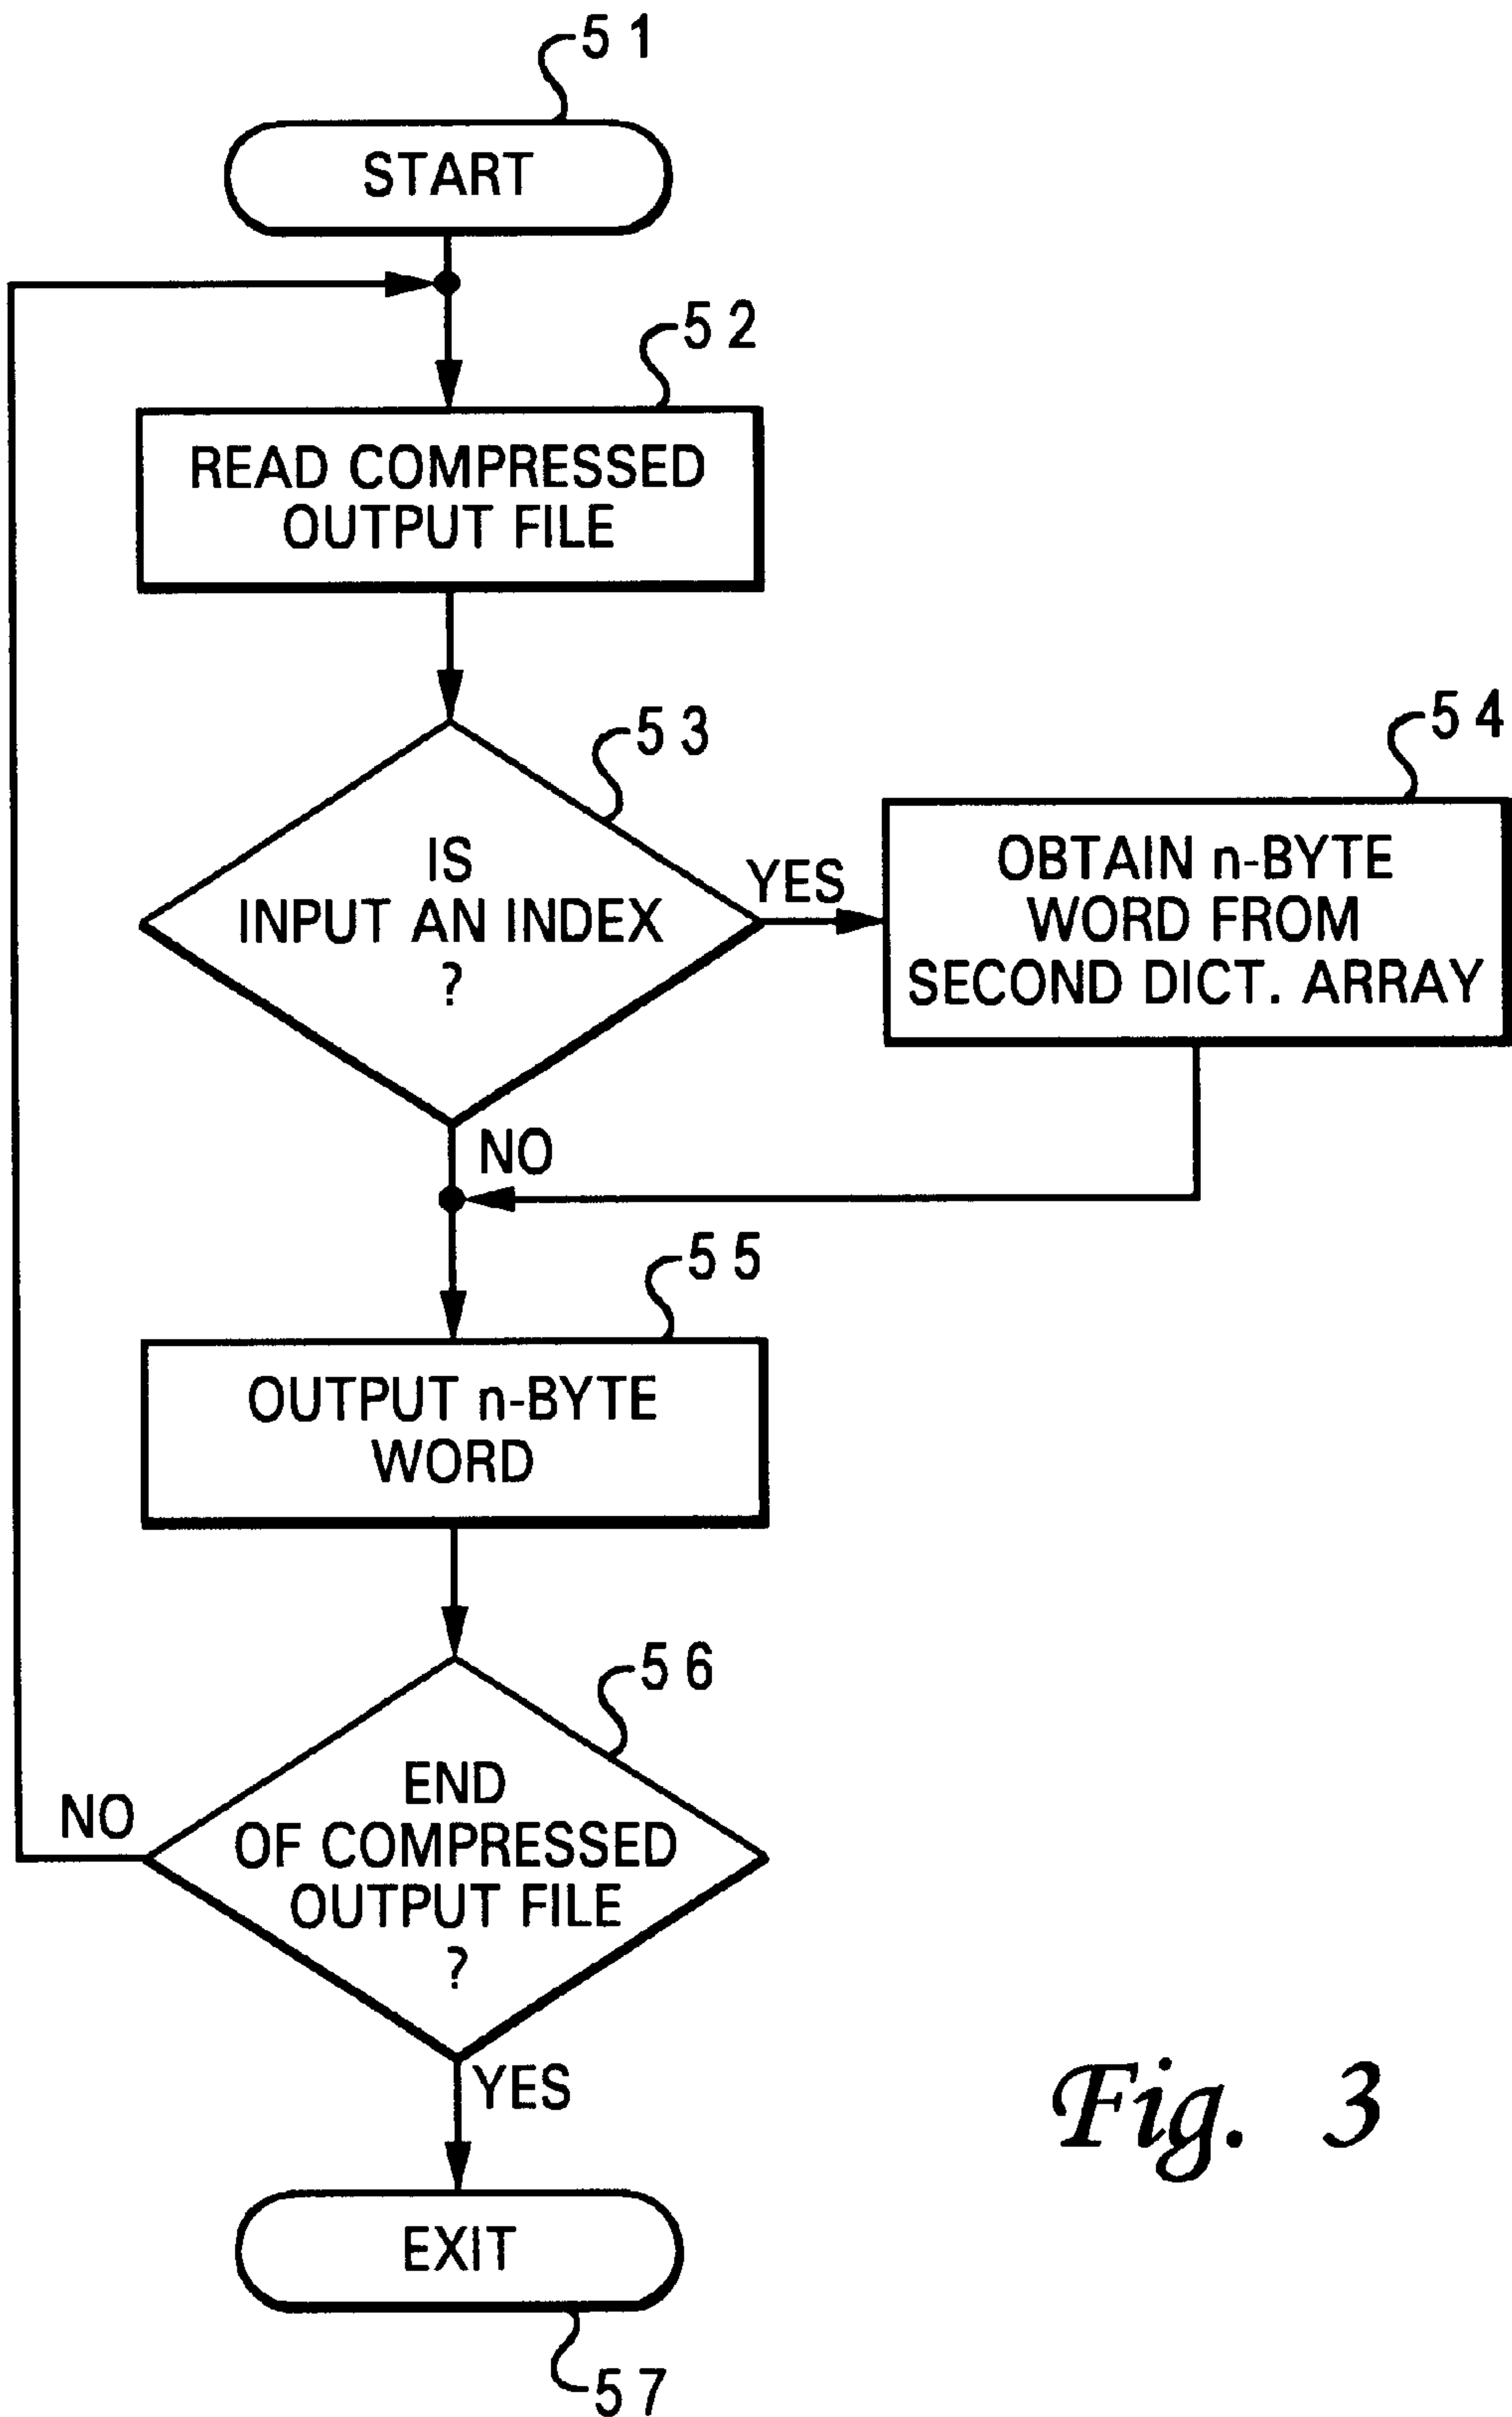 51
START
52
READ COMPRESSED
OUTPUT FILE
53
IS
INPUT AN INDEX
?
YES
54
OBTAIN n-BYTE
WORD FROM
SECOND DICT. ARRAY
NO
55
OUTPUT n-BYTE
WORD
56
END
OF COMPRESSED
OUTPUT FILE
?
NO
YES
EXIT
57
Fig. 3